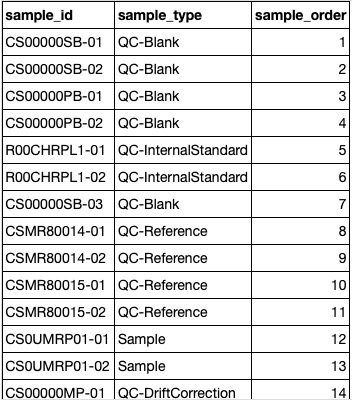 sample_id sample_type sample_order
CS00000SB-01 QC-Blank 1
CS00000SB-02 QC-Blank 2
CS00000PB-01 QC-Blank 3
CS00000PB-02 QC-Blank 4
R00CHRPL1-01 QC-InternalStandard 5
R00CHRPL1-02 QC-InternalStandard 6
CS00000SB-03 QC-Blank 7
CSMR80014-01 QC-Reference 8
CSMR80014-02 QC-Reference 9
CSMR80015-01 QC-Reference 10
CSMR80015-02 QC-Reference 11
CS0UMRP01-01 Sample 12
CS0UMRP01-02 Sample 13
CS00000MP-01 QC-DriftCorrection 14